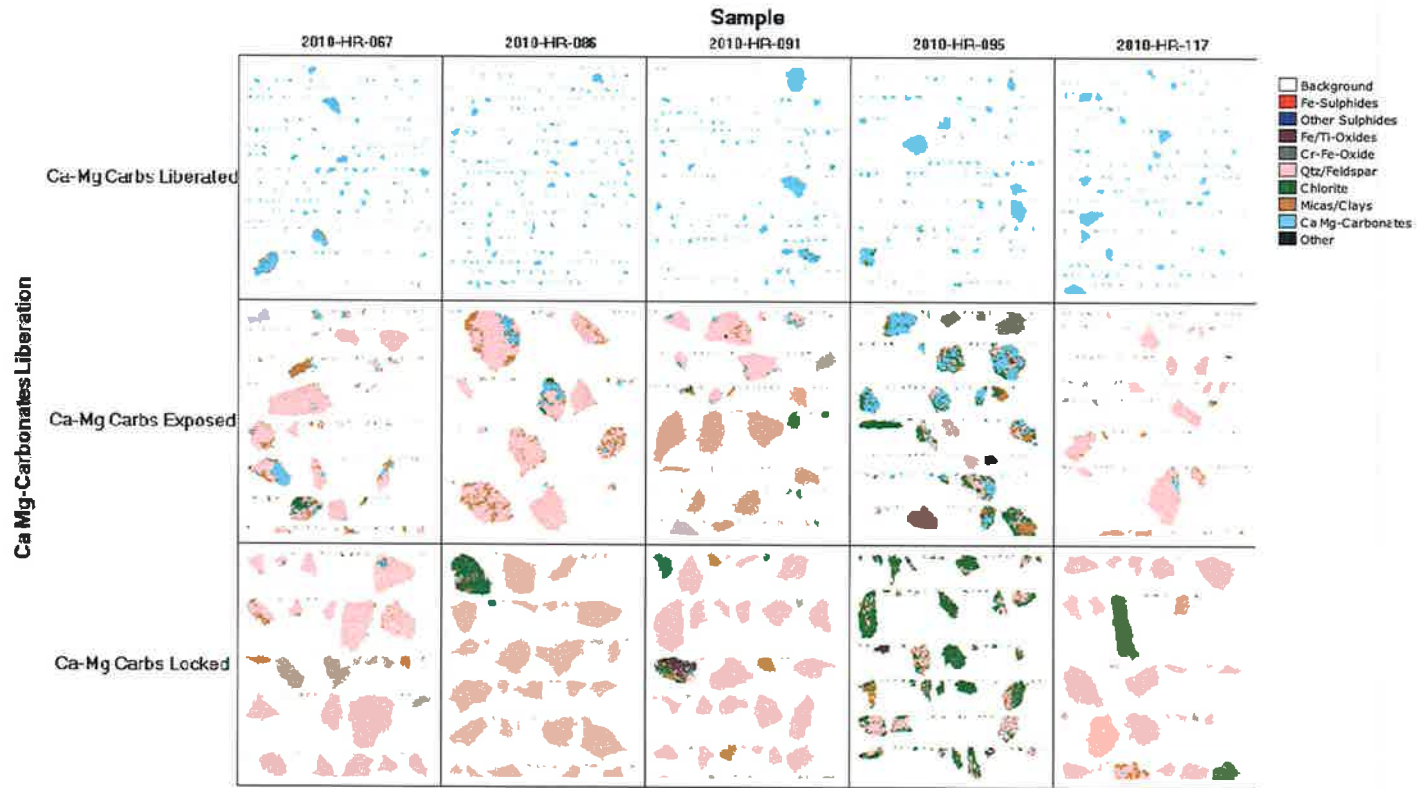 Sample
2010-HR-067 2010-HR-086 2010-HR-091 2010-HR-095 2010-HR-117
Background
Fe-Sulphides
Other Sulphides
Fe/Ti-Oxides
Cr-Fe-Oxide
Qtz/Feldspar
Chlorite
Micas/Clays
Ca Mg-Carbonates
Other
Ca Mg-Carbonates Liberation
Ca-Mg Carbs Liberated
Ca-Mg Carbs Exposed
Ca-Mg Carbs Locked